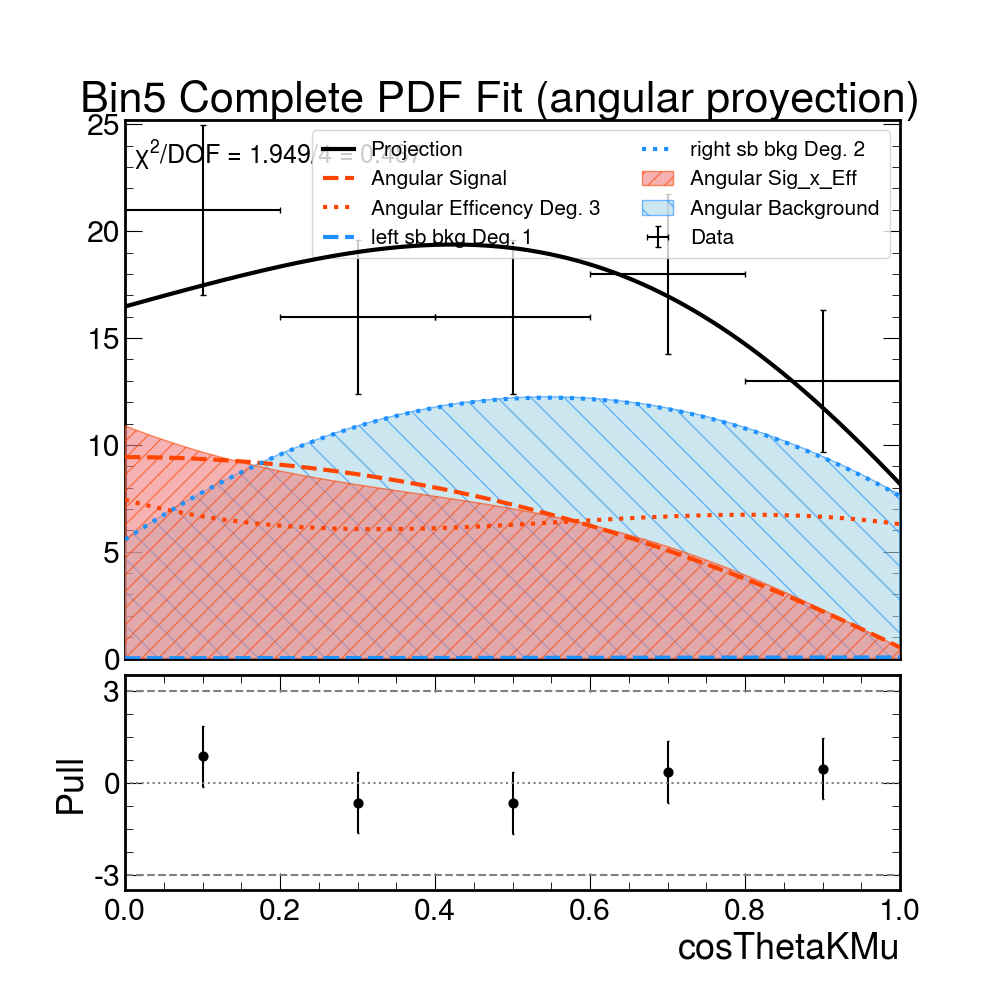 Bin5 Complete PDF Fit (angular proyection)
25
20
15
10
5
0
χ²/DOF = 1.949/4 = 0.487
Projection
Angular Signal
Angular Efficency Deg. 3
left sb bkg Deg. 1
right sb bkg Deg. 2
Angular Sig_x_Eff
Angular Background
Data
3
0
-3
Pull
0.0 0.2 0.4 0.6 0.8 1.0
cosThetaKMu